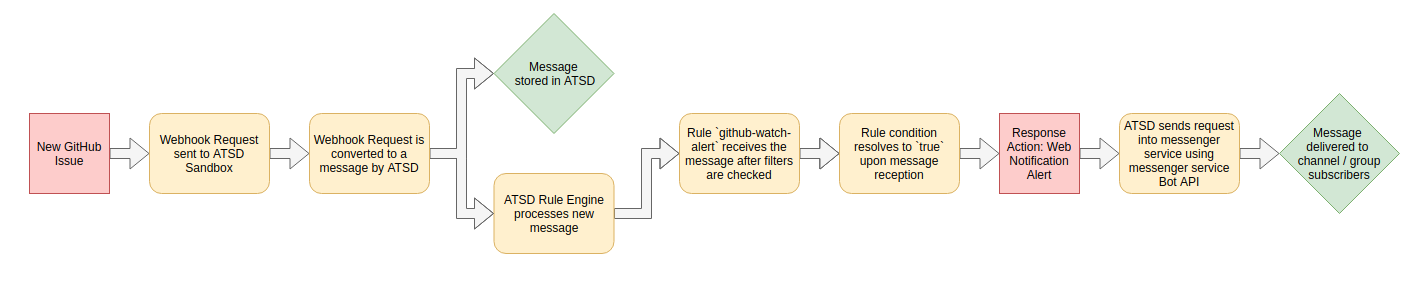 New GitHub
Issue
Webhook Request
sent to ATSD
Sandbox
Webhook Request is
converted to a
message by ATSD
Message
stored in ATSD
ATSD Rule Engine
processes new
message
Rule `github-watch-
alert` receives the
message after filters
are checked
Rule condition
resolves to `true`
upon message
reception
Response
Action: Web
Notification
Alert
ATSD sends request
into messenger
service using
messenger service
Bot API
Message
delivered to
channel / group
subscribers